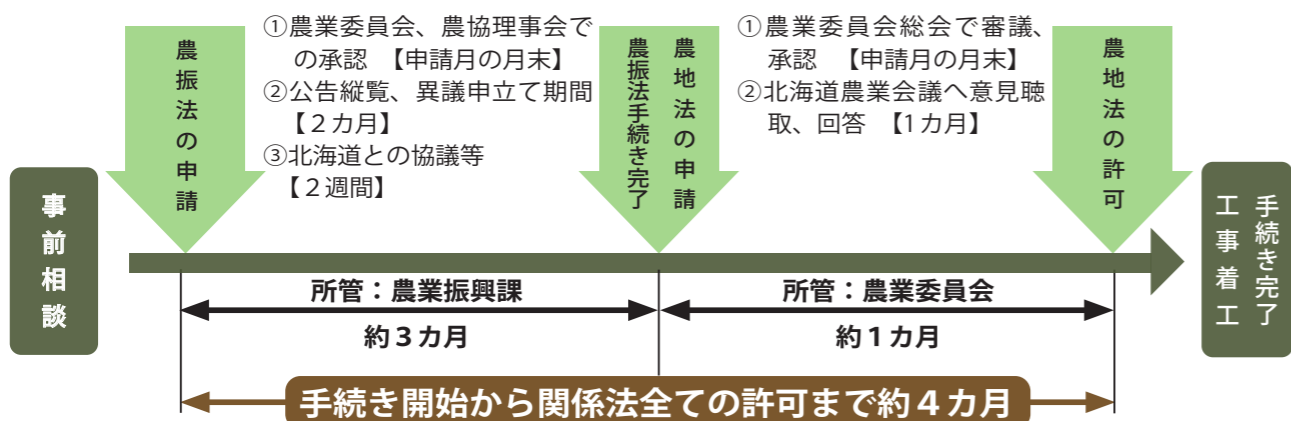 事前相談
農振法の申請
①農業委員会、農協理事会で
の承認 【申請月の月末】
②公告縦覧、異議申立て期間
【２カ月】
③北海道との協議等
【２週間】
農地法の申請
農振法手続き完了
①農業委員会総会で審議、
承認 【申請月の月末】
②北海道農業会議へ意見聴
取、回答 【1カ月】
農地法の許可
手続き完了
工事着工
所管：農業振興課
約３カ月
所管：農業委員会
約１カ月
手続き開始から関係法全ての許可まで約４カ月